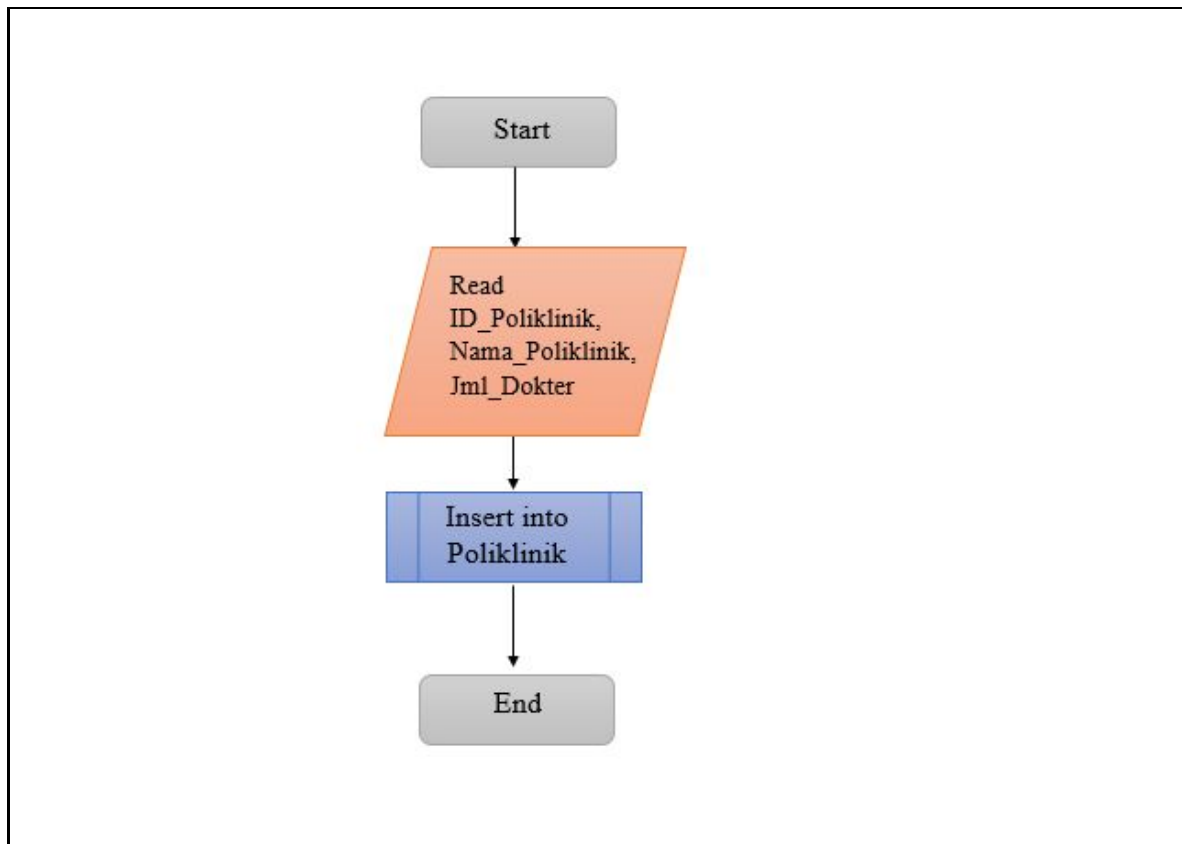 Start
Read
ID_Poliklinik,
Nama_Poliklinik,
Jml_Dokter
Insert into
Poliklinik
End